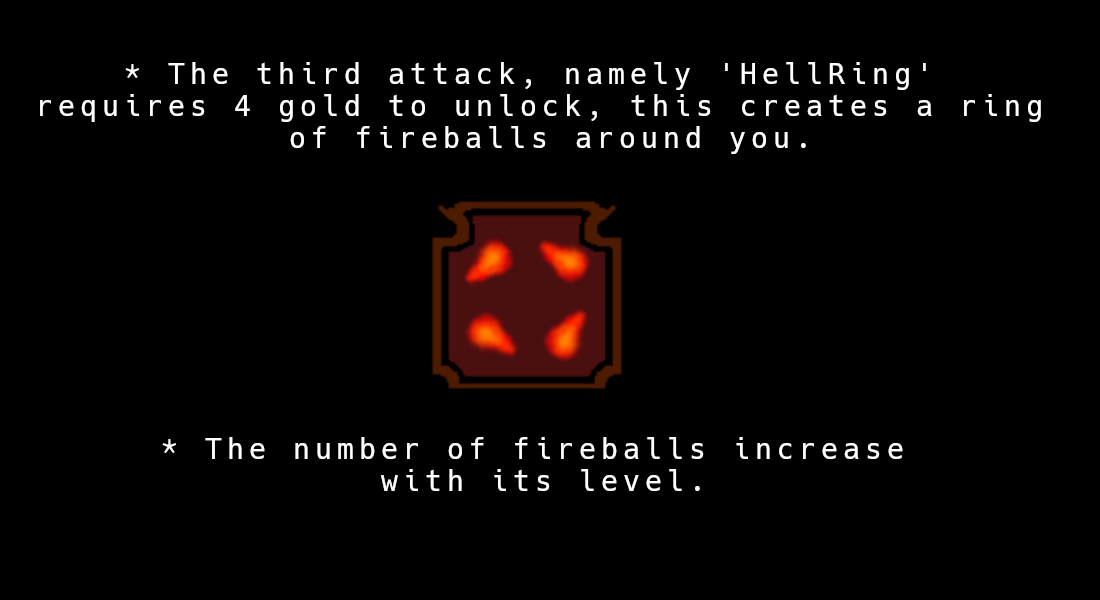 * The third attack, namely 'HellRing'
requires 4 gold to unlock, this creates a ring
of fireballs around you.
* The number of fireballs increase
with its level.